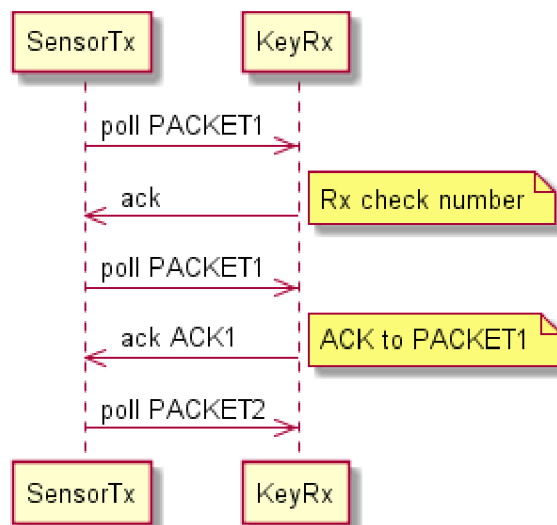 SensorTx KeyRx
poll PACKET1
ack
Rx check number
poll PACKET1
ack ACK1
ACK to PACKET1
poll PACKET2
SensorTx KeyRx